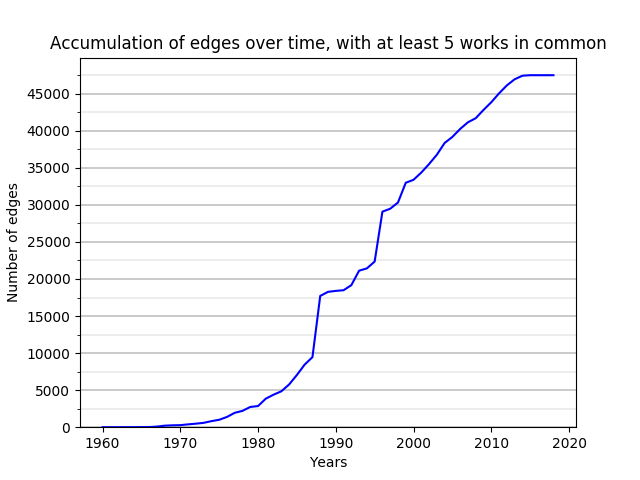 Accumulation of edges over time, with at least 5 works in common
45000
40000
35000
30000
25000
20000
15000
10000
5000
0
Number of edges
1960 1970 1980 1990 2000 2010 2020
Years